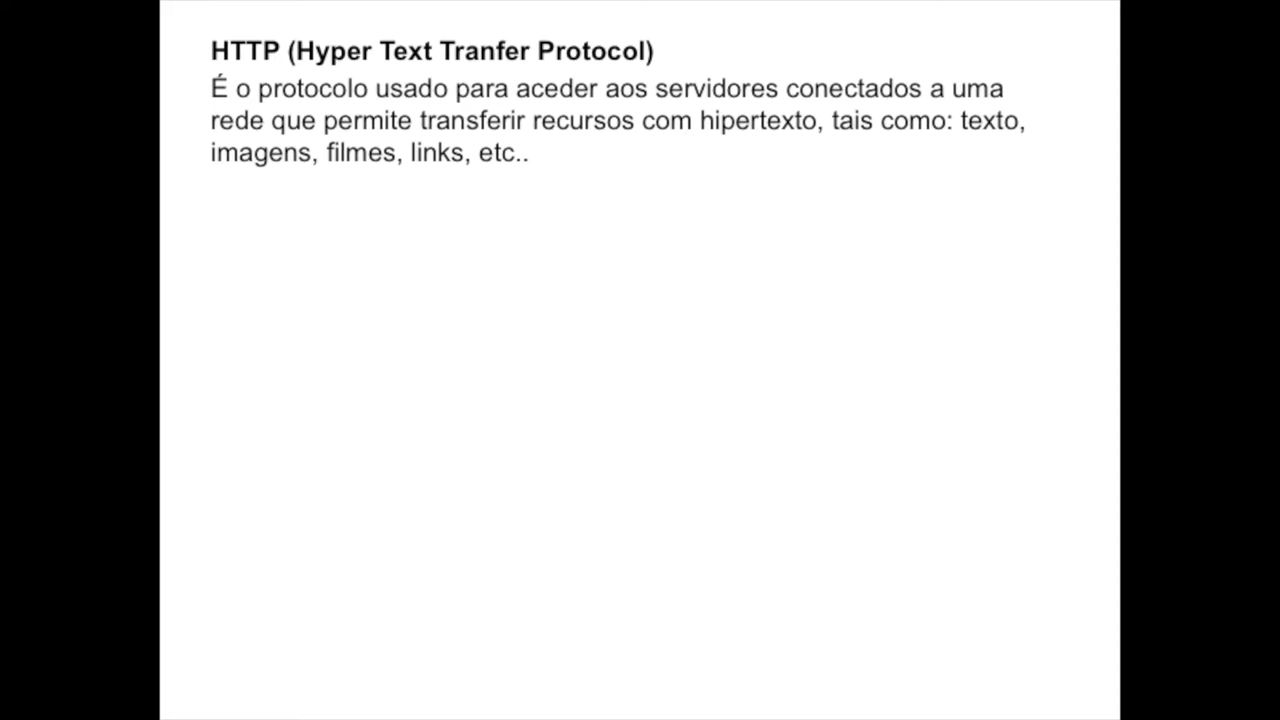 HTTP (Hyper Text Tranfer Protocol)
É o protocolo usado para aceder aos servidores conectados a uma
rede que permite transferir recursos com hipertexto, tais como: texto,
imagens, filmes, links, etc..